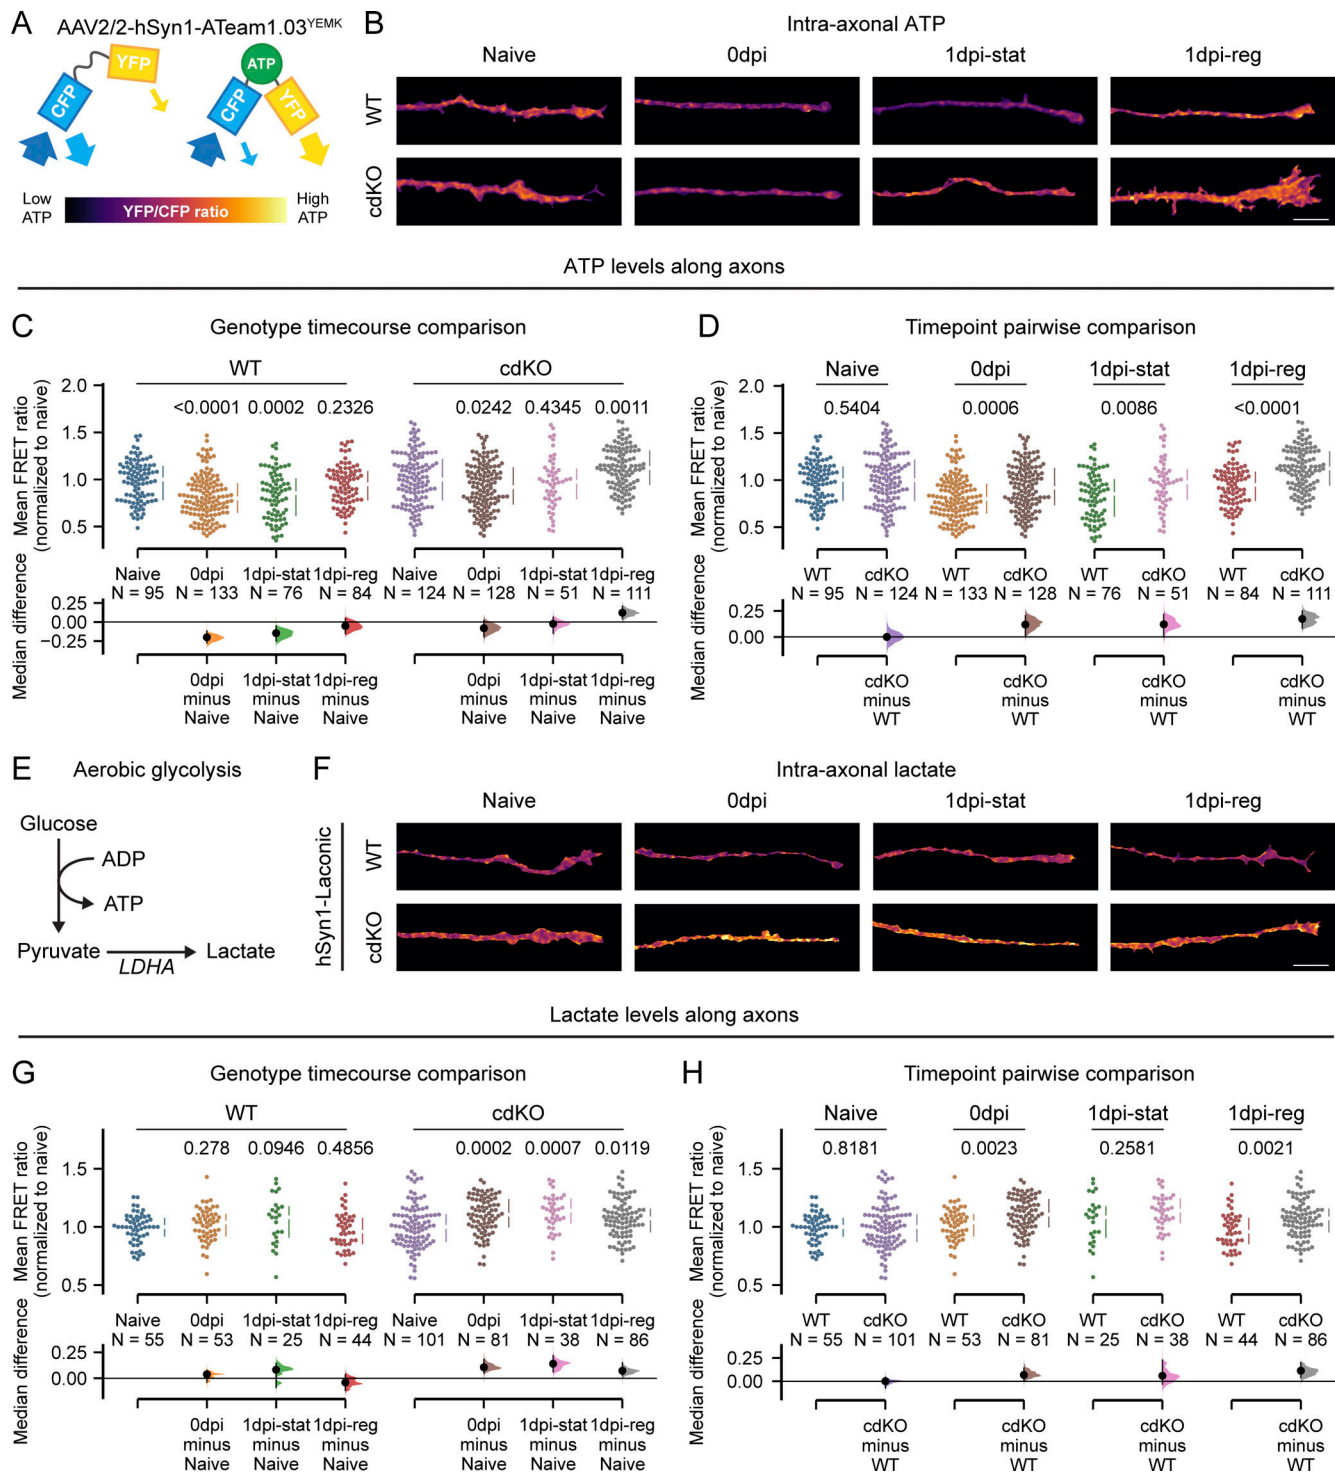 A
AAV2/2-hSyn1-ATeam1.03YEMK
CFP
YFP
ATP
CFP
YFP
Low
ATP
YFP/CFP ratio
High
ATP
B
Intra-axonal ATP
Naive 0dpi 1dpi-stat 1dpi-reg
WT
cdKO
ATP levels along axons
C
Genotype timecourse comparison
WT cdKO
<0.0001 0.0002 0.2326 0.0242 0.4345 0.0011
Mean FRET ratio
(normalized to naive)
2.0
1.5
1.0
0.5
Naive 0dpi 1dpi-stat 1dpi-reg Naive 0dpi 1dpi-stat 1dpi-reg
N = 95 N = 133 N = 76 N = 84 N = 124 N = 128 N = 51 N = 111
Median difference
0.25
0.00
−0.25
0dpi 1dpi-stat 1dpi-reg 0dpi 1dpi-stat 1dpi-reg
minus minus minus minus minus minus
Naive Naive Naive Naive Naive Naive
D
Timepoint pairwise comparison
Naive 0dpi 1dpi-stat 1dpi-reg
0.5404 0.0006 0.0086 <0.0001
Mean FRET ratio
(normalized to naive)
2.0
1.5
1.0
0.5
WT cdKO WT cdKO WT cdKO WT cdKO
N = 95 N = 124 N = 133 N = 128 N = 76 N = 51 N = 84 N = 111
Median difference
0.25
0.00
cdKO cdKO cdKO cdKO
minus minus minus minus
WT WT WT WT
E
Aerobic glycolysis
Glucose
ADP
ATP
Pyruvate Lactate
LDHA
F
Intra-axonal lactate
Naive 0dpi 1dpi-stat 1dpi-reg
hSyn1-Laconic
WT
cdKO
Lactate levels along axons
G
Genotype timecourse comparison
WT cdKO
0.278 0.0946 0.4856 0.0002 0.0007 0.0119
Mean FRET ratio
(normalized to naive)
1.5
1.0
0.5
Naive 0dpi 1dpi-stat 1dpi-reg Naive 0dpi 1dpi-stat 1dpi-reg
N = 55 N = 53 N = 25 N = 44 N = 101 N = 81 N = 38 N = 86
Median difference
0.25
0.00
0dpi 1dpi-stat 1dpi-reg 0dpi 1dpi-stat 1dpi-reg
minus minus minus minus minus minus
Naive Naive Naive Naive Naive Naive
H
Timepoint pairwise comparison
Naive 0dpi 1dpi-stat 1dpi-reg
0.8181 0.0023 0.2581 0.0021
Mean FRET ratio
(normalized to naive)
1.5
1.0
0.5
WT cdKO WT cdKO WT cdKO WT cdKO
N = 55 N = 101 N = 53 N = 81 N = 25 N = 38 N = 44 N = 86
Median difference
0.25
0.00
cdKO cdKO cdKO cdKO
minus minus minus minus
WT WT WT WT